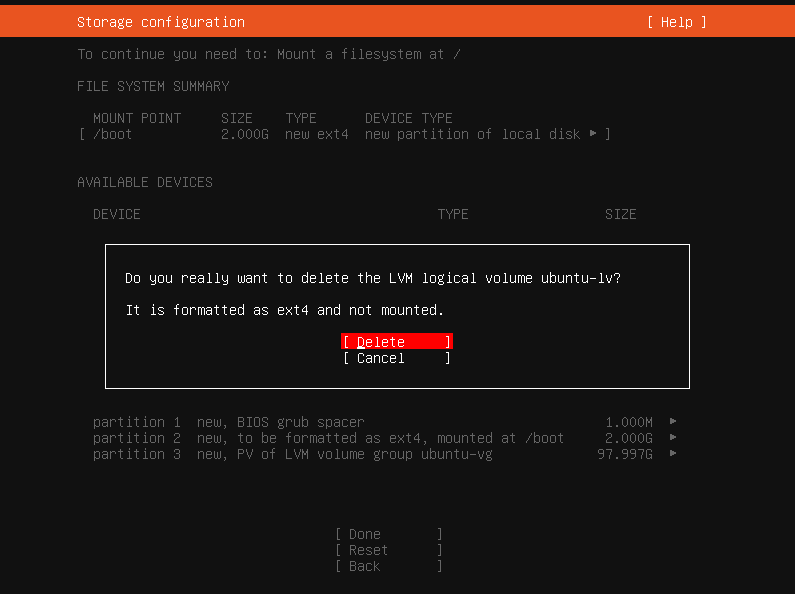 Storage configuration [ Help ]
To continue you need to: Mount a filesystem at /
FILE SYSTEM SUMMARY
MOUNT POINT SIZE TYPE DEVICE TYPE
[ /boot 2.000G new ext4 new partition of local disk ▸ ]
AVAILABLE DEVICES
DEVICE TYPE SIZE
Do you really want to delete the LVM logical volume ubuntu-lv?
It is formatted as ext4 and not mounted.
[ Delete ]
[ Cancel ]
partition 1 new, BIOS grub spacer 1.000M ▸
partition 2 new, to be formatted as ext4, mounted at /boot 2.000G ▸
partition 3 new, PV of LVM volume group ubuntu-vg 97.997G ▸
[ Done ]
[ Reset ]
[ Back ]